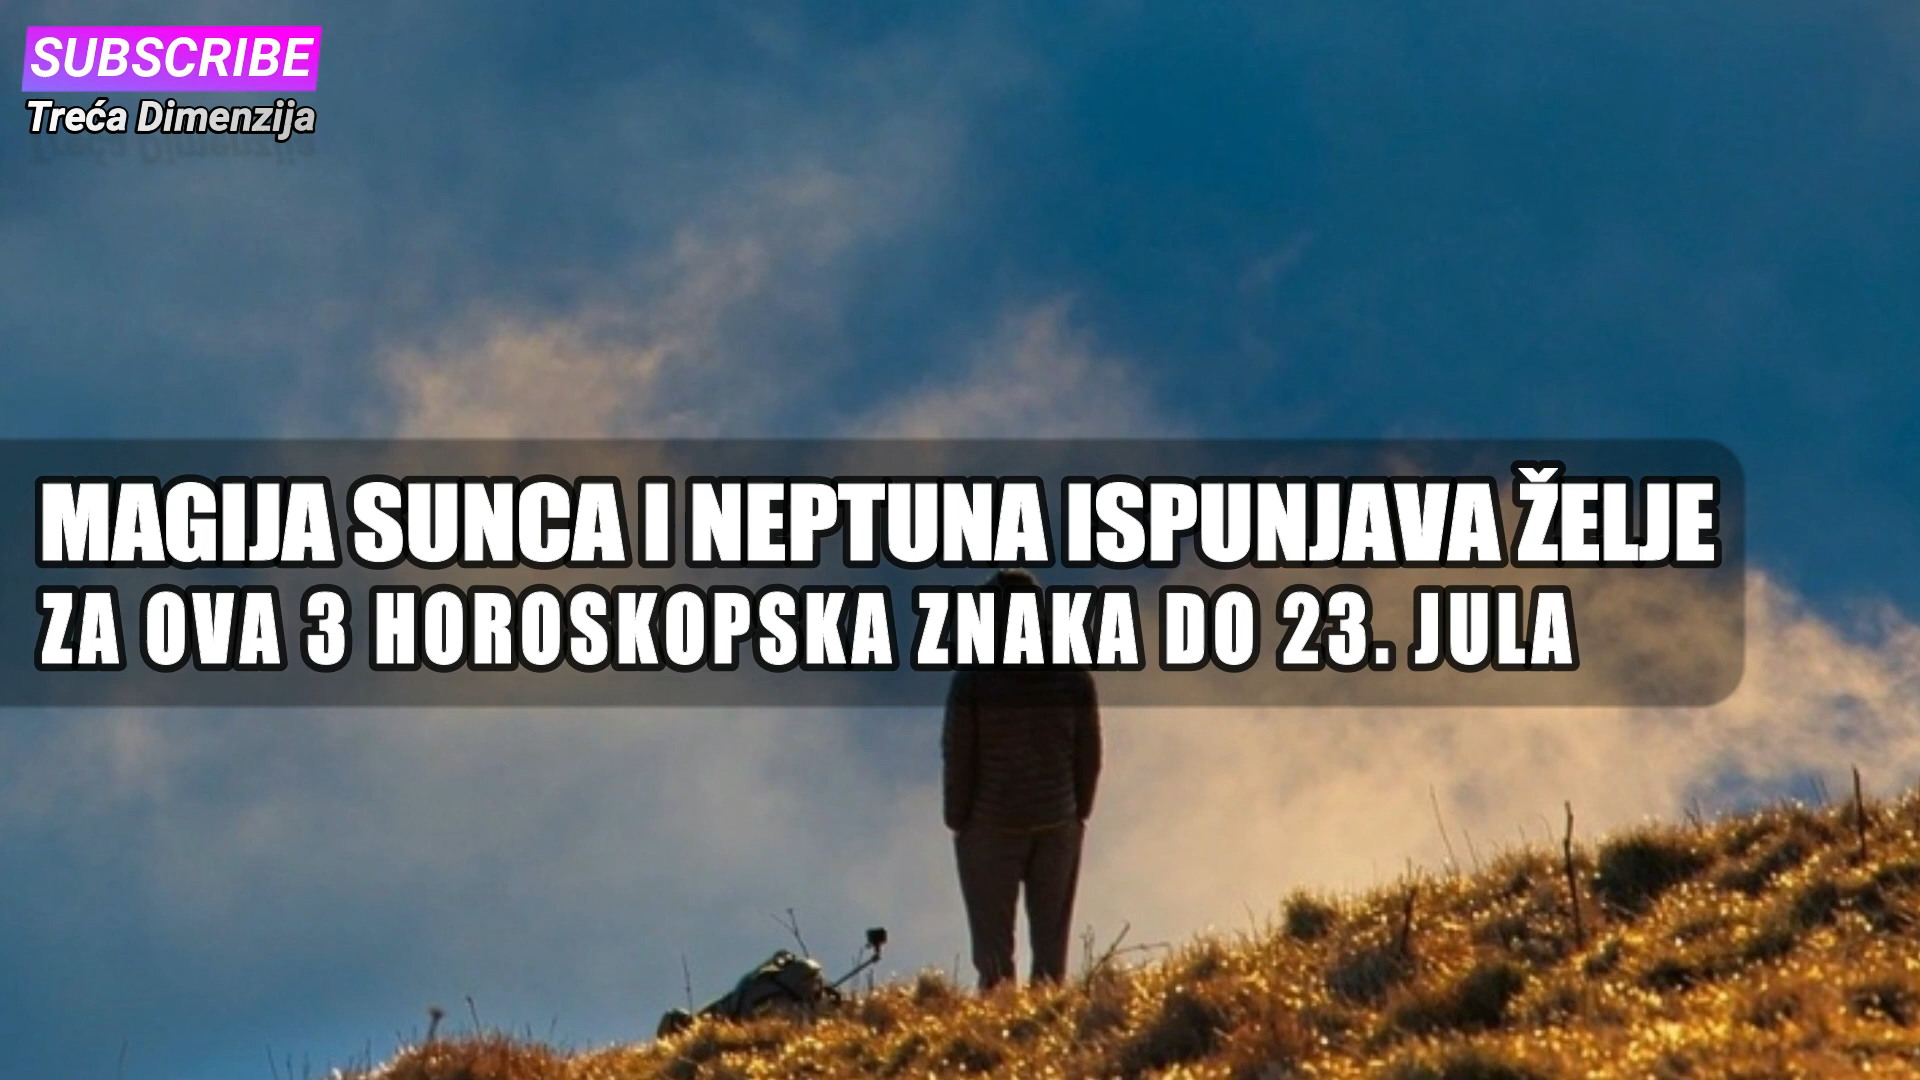 SUBSCRIBE
Treća Dimenzija
MAGIJA SUNCA I NEPTUNA ISPUNJAVA ŽELJE
ZA OVA 3 HOROSKOPSKA ZNAKA DO 23. JULA